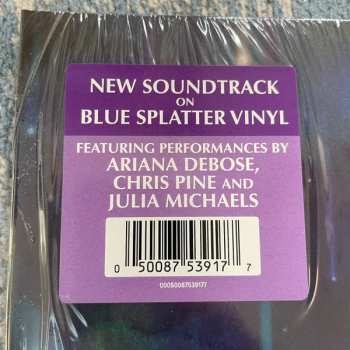 NEW SOUNDTRACK
ON
BLUE SPLATTER VINYL
FEATURING PERFORMANCES BY
ARIANA DEBOSE,
CHRIS PINE AND
JULIA MICHAELS
0 50087 53917 7
00050087539177